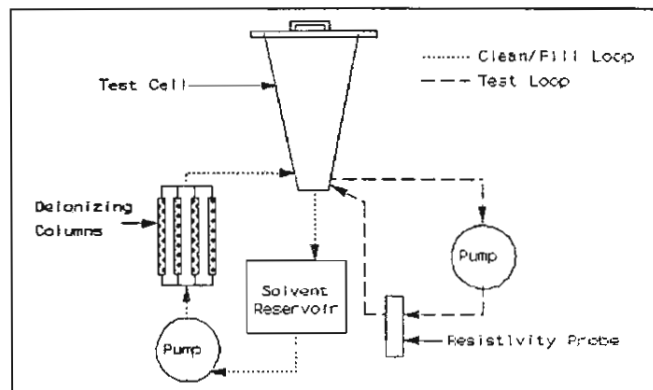 Clean/Fill Loop
Test Loop
Test Cell
Deionizing
Columns
Solvent
Reservoir
Pump
Pump
Resistivity Probe